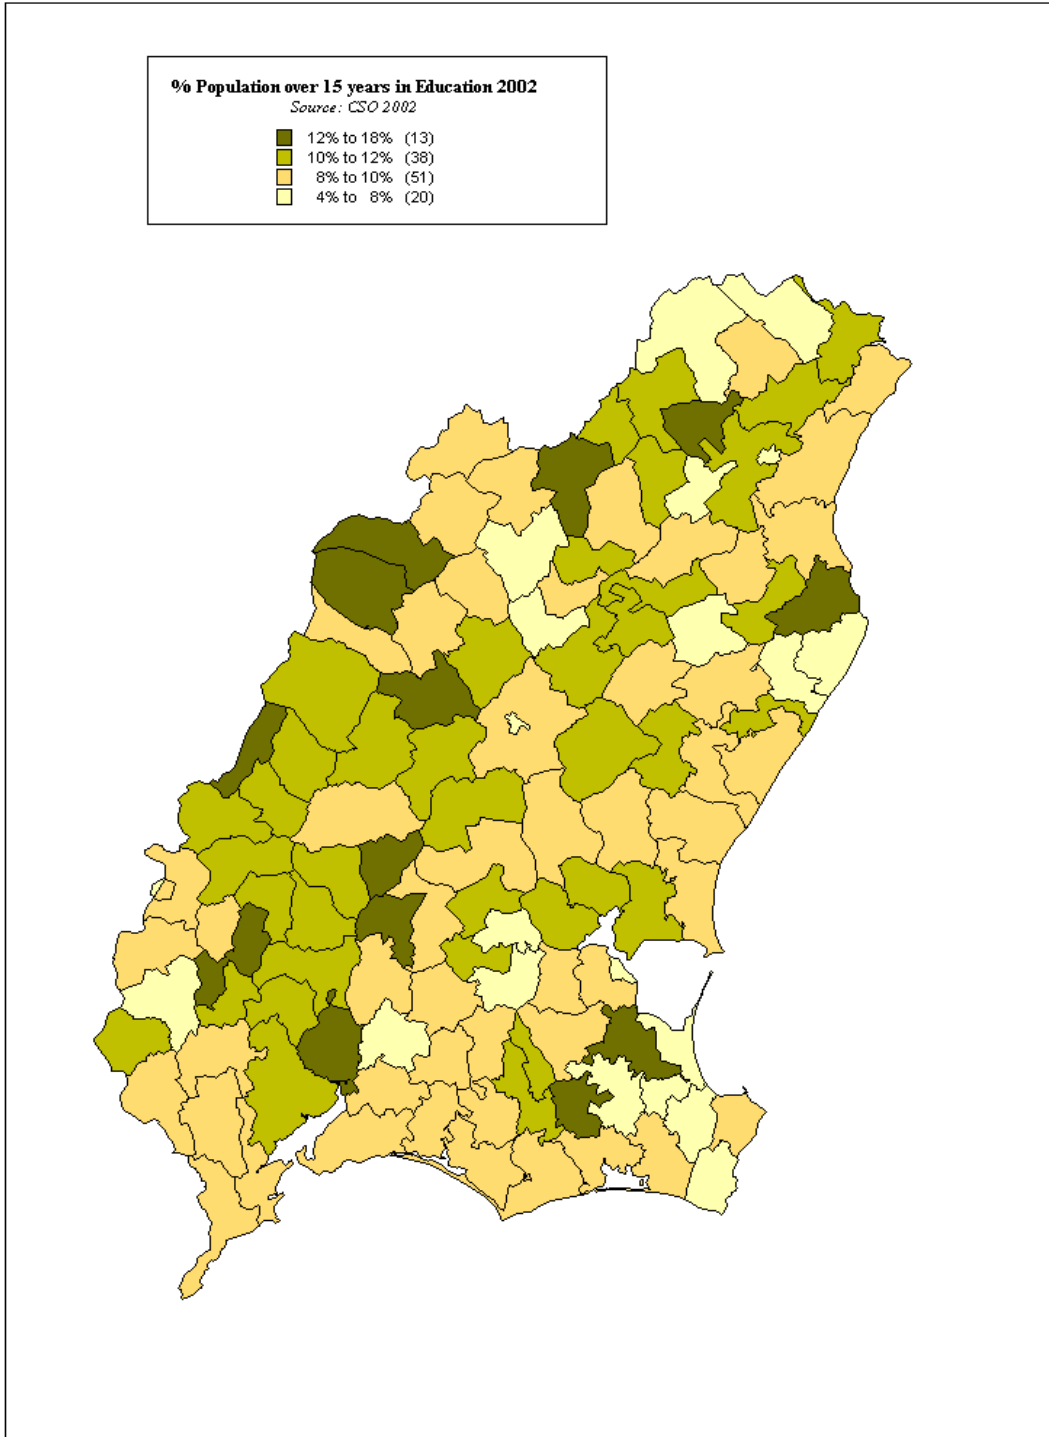 % Population over 15 years in Education 2002
Source: CSO 2002
12% to 18% (13)
10% to 12% (38)
8% to 10% (51)
4% to 8% (20)